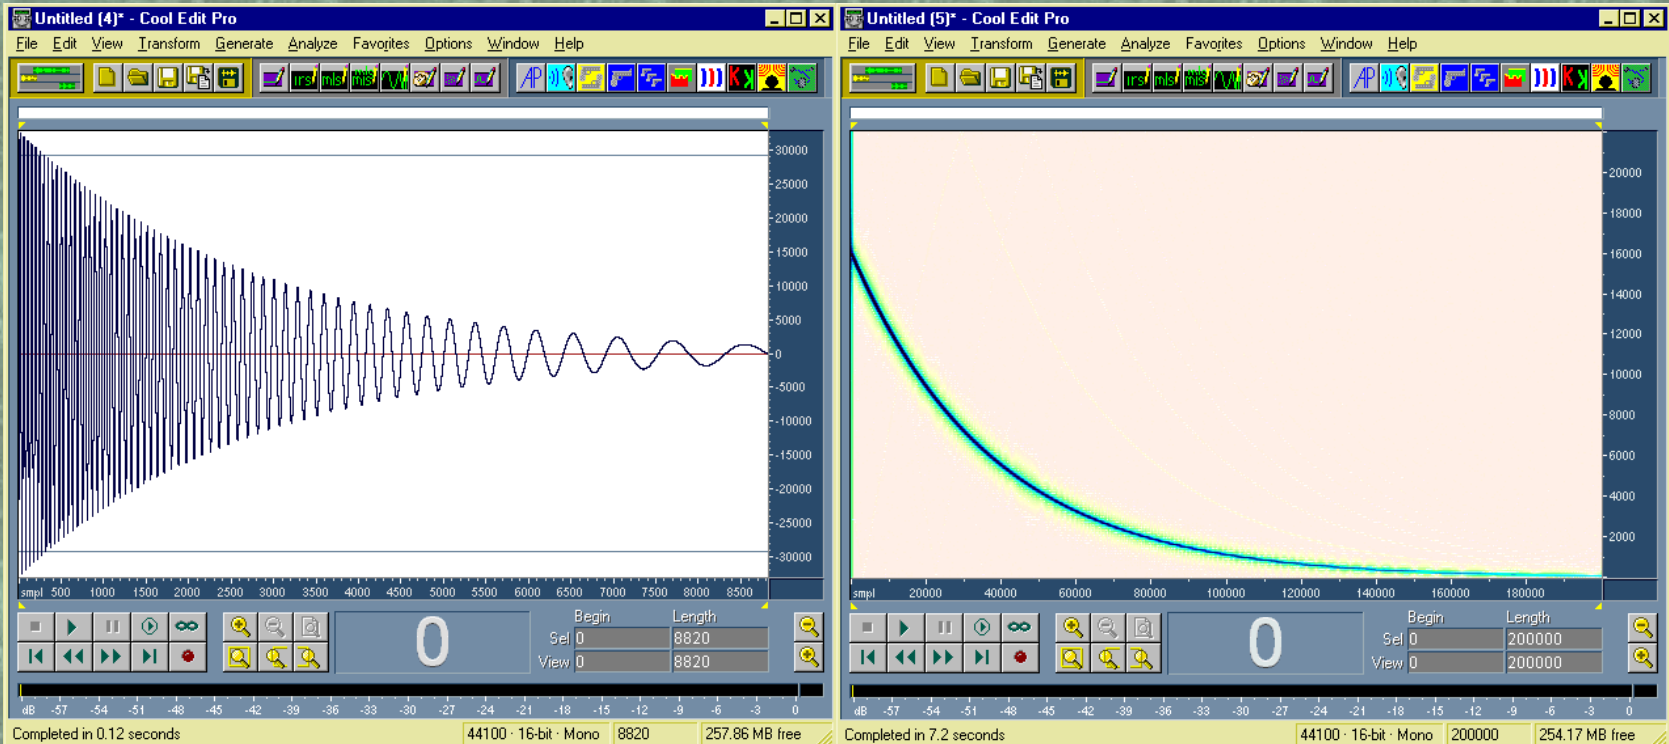 Untitled (4)* - Cool Edit Pro
File Edit View Transform Generate Analyze Favorites Options Window Help
irs mls mls AP
30000
25000
20000
15000
10000
5000
0
-5000
-10000
-15000
-20000
-25000
-30000
smpl 500 1000 1500 2000 2500 3000 3500 4000 4500 5000 5500 6000 6500 7000 7500 8000 8500
Begin Length
0
Sel 0 8820
View 0 8820
dB -57 -54 -51 -48 -45 -42 -39 -36 -33 -30 -27 -24 -21 -18 -15 -12 -9 -6 -3 0
Completed in 0.12 seconds 44100 · 16-bit · Mono 8820 257.86 MB free
Untitled (5)* - Cool Edit Pro
File Edit View Transform Generate Analyze Favorites Options Window Help
irs mls mls AP
20000
18000
16000
14000
12000
10000
8000
6000
4000
2000
smpl 20000 40000 60000 80000 100000 120000 140000 160000 180000
Begin Length
0
Sel 0 200000
View 0 200000
dB -57 -54 -51 -48 -45 -42 -39 -36 -33 -30 -27 -24 -21 -18 -15 -12 -9 -6 -3 0
Completed in 7.2 seconds 44100 · 16-bit · Mono 200000 254.17 MB free